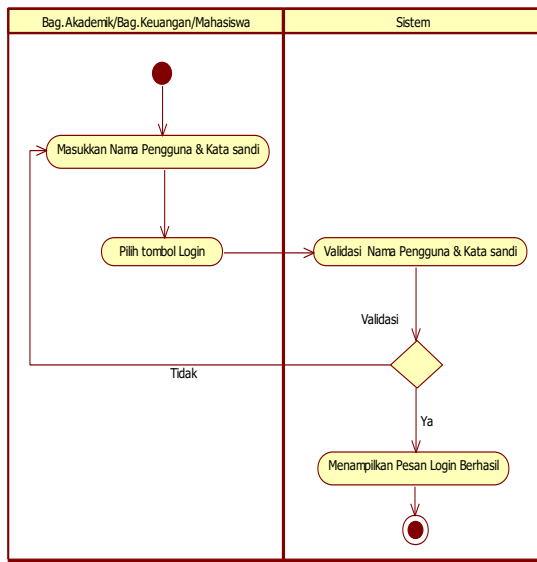 Bag.Akademik/Bag.Keuangan/Mahasiswa
Sistem
Masukkan Nama Pengguna & Kata sandi
Pilih tombol Login
Validasi Nama Pengguna & Kata sandi
Validasi
Tidak
Ya
Menampilkan Pesan Login Berhasil